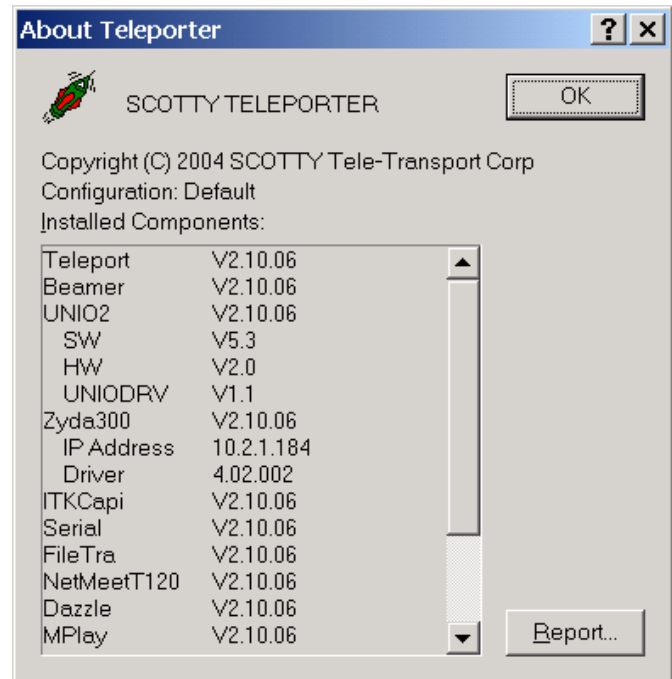 About Teleporter
? ×
SCOTTY TELEPORTER
OK
Copyright (C) 2004 SCOTTY Tele-Transport Corp
Configuration: Default
Installed Components:
Teleport V2.10.06
Beamer V2.10.06
UNIO2 V2.10.06
SW V5.3
HW V2.0
UNIODRV V1.1
Zyda300 V2.10.06
IP Address 10.2.1.184
Driver 4.02.002
ITKCapi V2.10.06
Serial V2.10.06
FileTra V2.10.06
NetMeetT120 V2.10.06
Dazzle V2.10.06
MPlay V2.10.06
Report...